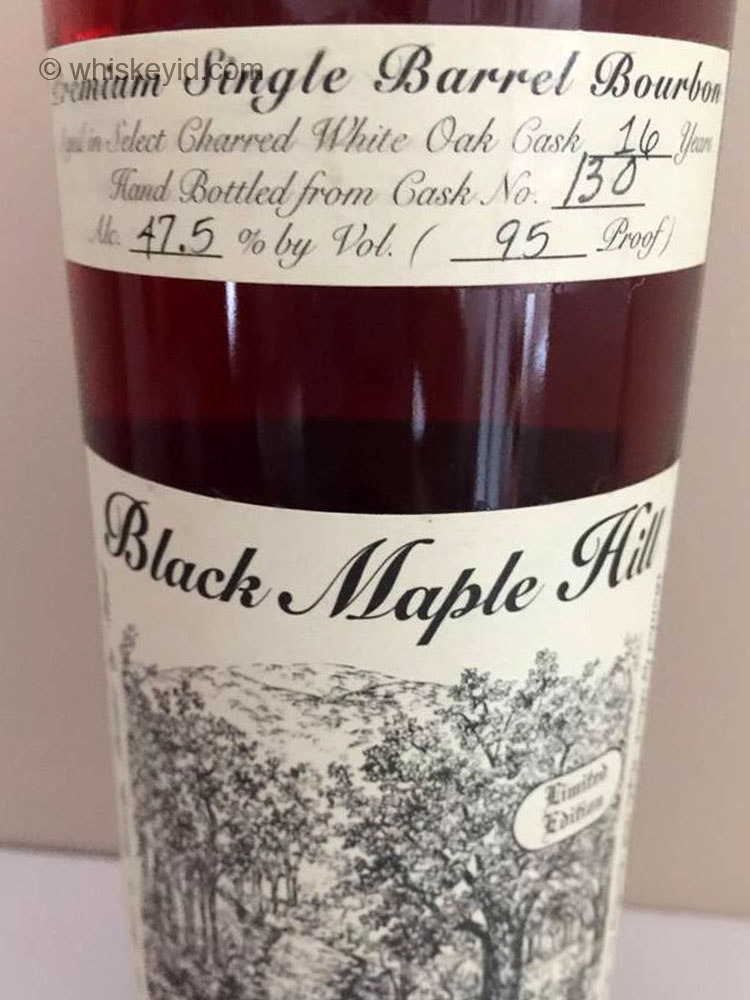 © whiskeyid.com
Premium Single Barrel Bourbon
Aged in Select Charred White Oak Cask 16 Years
Hand Bottled from Cask No. 130
Alc. 47.5 % by Vol. ( 95 Proof)
Black Maple Hill
Limited
Edition